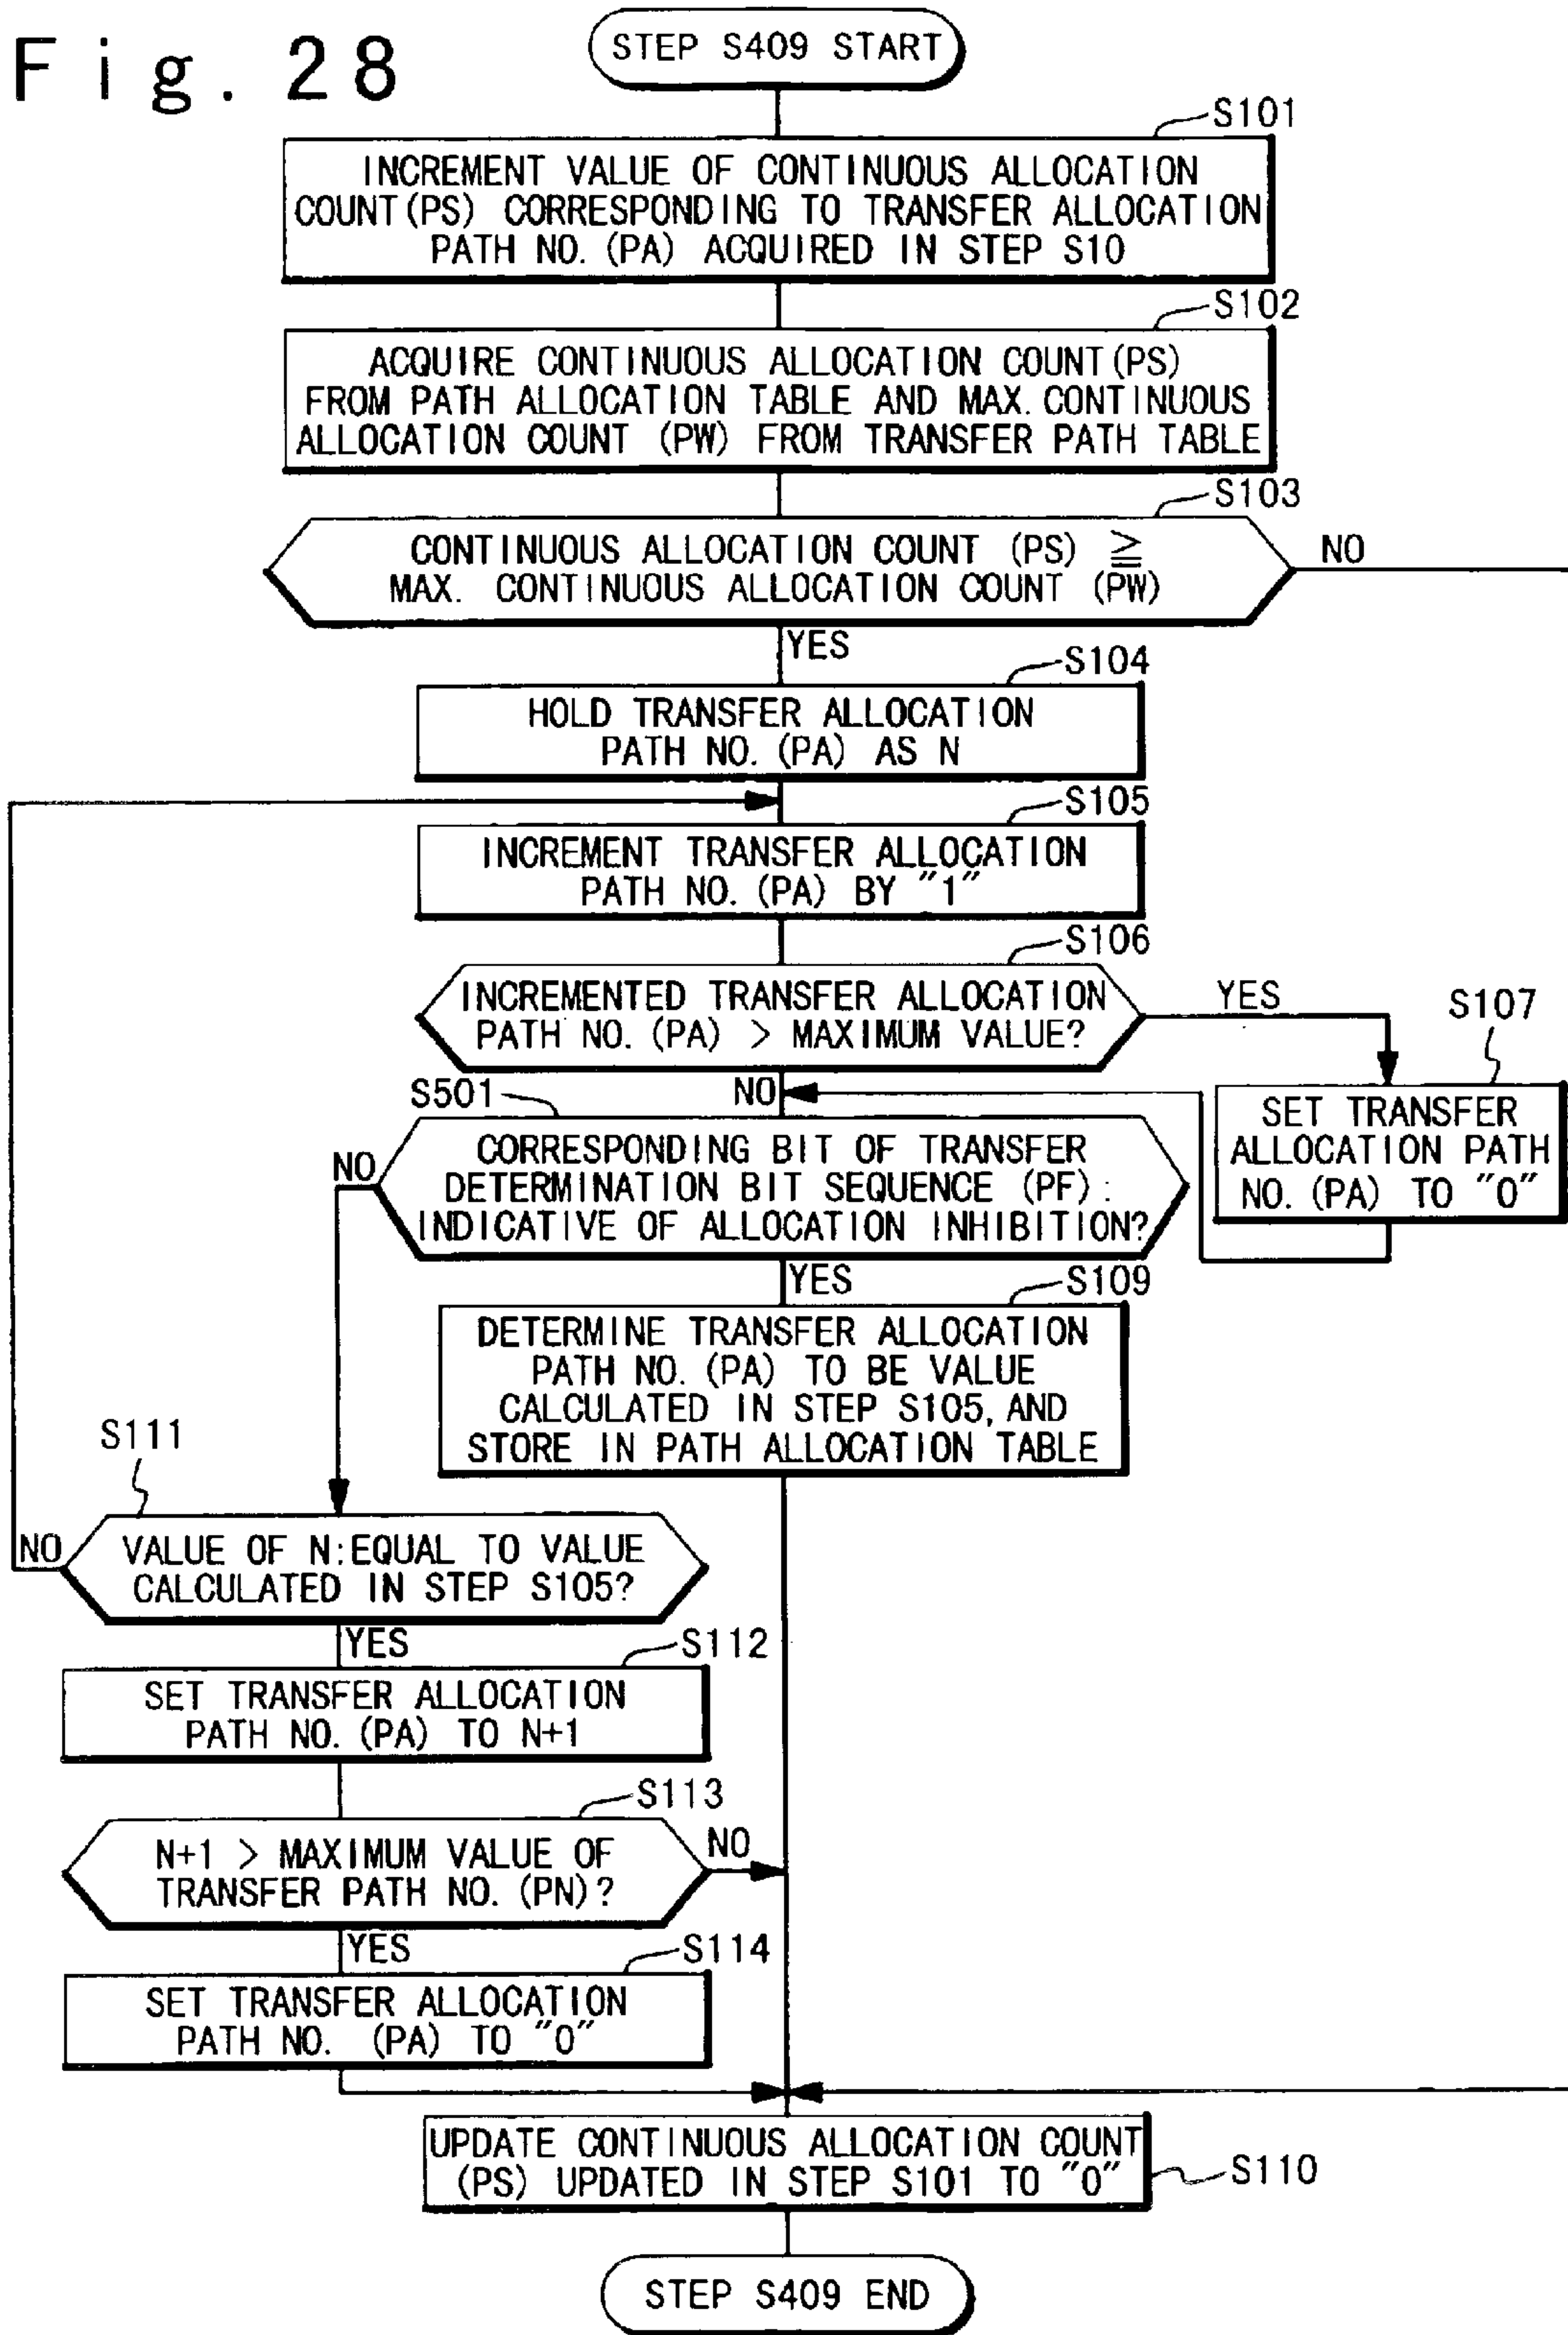 Fig. 28
STEP S409 START
S101
INCREMENT VALUE OF CONTINUOUS ALLOCATION
COUNT(PS) CORRESPONDING TO TRANSFER ALLOCATION
PATH NO. (PA) ACQUIRED IN STEP S10
S102
ACQUIRE CONTINUOUS ALLOCATION COUNT(PS)
FROM PATH ALLOCATION TABLE AND MAX. CONTINUOUS
ALLOCATION COUNT (PW) FROM TRANSFER PATH TABLE
S103
CONTINUOUS ALLOCATION COUNT (PS) ≧
MAX. CONTINUOUS ALLOCATION COUNT (PW)
NO
YES
S104
HOLD TRANSFER ALLOCATION
PATH NO. (PA) AS N
S105
INCREMENT TRANSFER ALLOCATION
PATH NO. (PA) BY "1"
S106
INCREMENTED TRANSFER ALLOCATION
PATH NO. (PA) > MAXIMUM VALUE?
YES
S107
SET TRANSFER
ALLOCATION PATH
NO. (PA) TO "0"
NO
S501
CORRESPONDING BIT OF TRANSFER
DETERMINATION BIT SEQUENCE (PF):
INDICATIVE OF ALLOCATION INHIBITION?
NO
YES
S109
DETERMINE TRANSFER ALLOCATION
PATH NO. (PA) TO BE VALUE
CALCULATED IN STEP S105, AND
STORE IN PATH ALLOCATION TABLE
S111
VALUE OF N:EQUAL TO VALUE
CALCULATED IN STEP S105?
NO
YES
S112
SET TRANSFER ALLOCATION
PATH NO. (PA) TO N+1
S113
N+1 > MAXIMUM VALUE OF
TRANSFER PATH NO. (PN)?
NO
YES
S114
SET TRANSFER ALLOCATION
PATH NO. (PA) TO "0"
UPDATE CONTINUOUS ALLOCATION COUNT
(PS) UPDATED IN STEP S101 TO "0"
S110
STEP S409 END